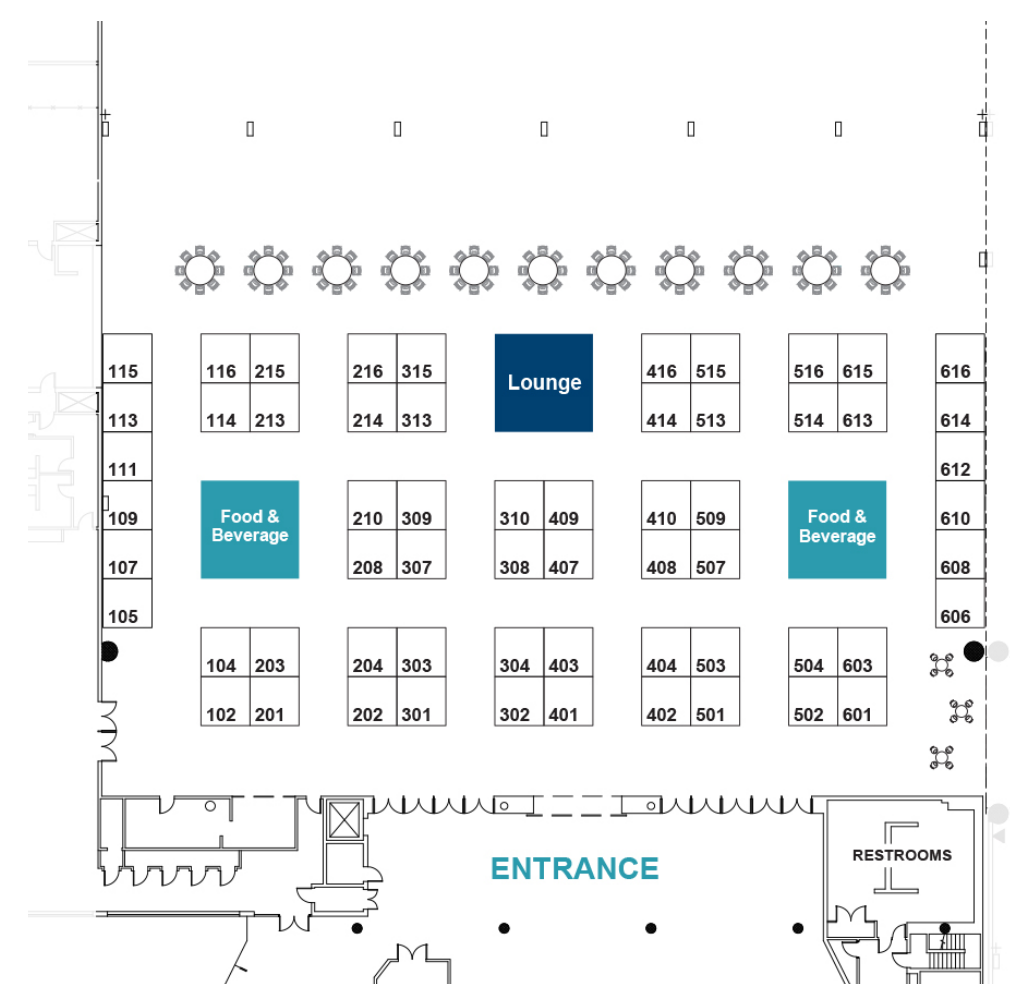 115 116 215 216 315 Lounge 416 515 516 615 616
113 114 213 214 313 414 513 514 613 614
111 612
109 Food & 210 309 310 409 410 509 Food & 610
Beverage Beverage
107 208 307 308 407 408 507 608
105 606
104 203 204 303 304 403 404 503 504 603
102 201 202 301 302 401 402 501 502 601
RESTROOMS
ENTRANCE